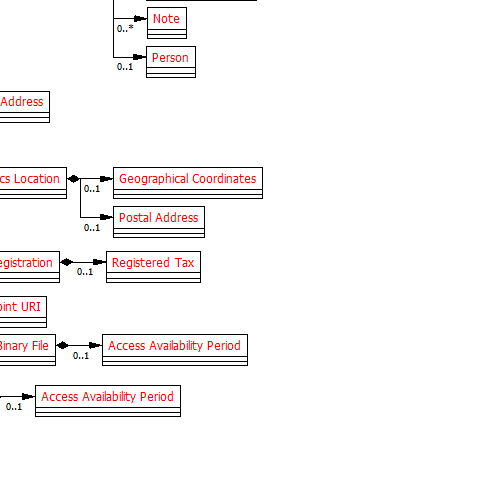 Note
0..*
Person
0..1
Address
cs Location
Geographical Coordinates
0..1
Postal Address
0..1
egistration
Registered Tax
0..1
oint URI
Binary File
Access Availability Period
0..1
Access Availability Period
0..1